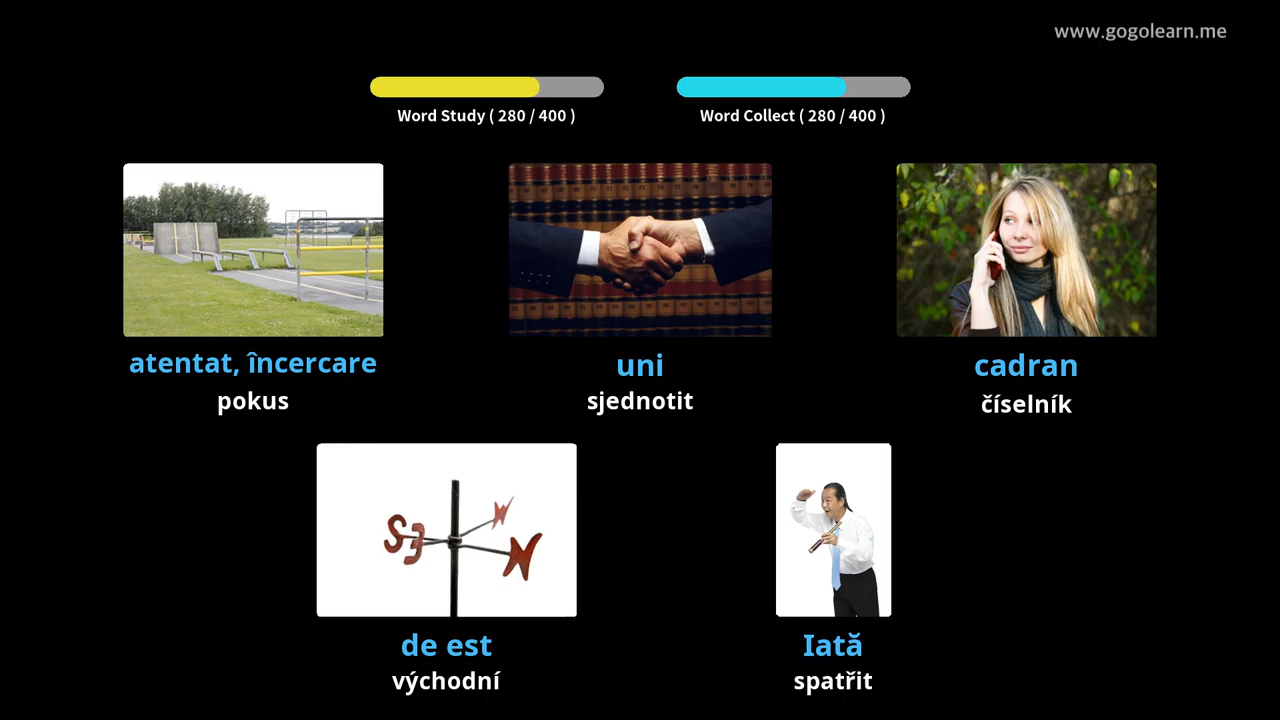 www.gogolearn.me
Word Study ( 280 / 400 )
Word Collect ( 280 / 400 )
atentat, încercare
pokus
uni
sjednotit
cadran
číselník
de est
východní
Iată
spatřit